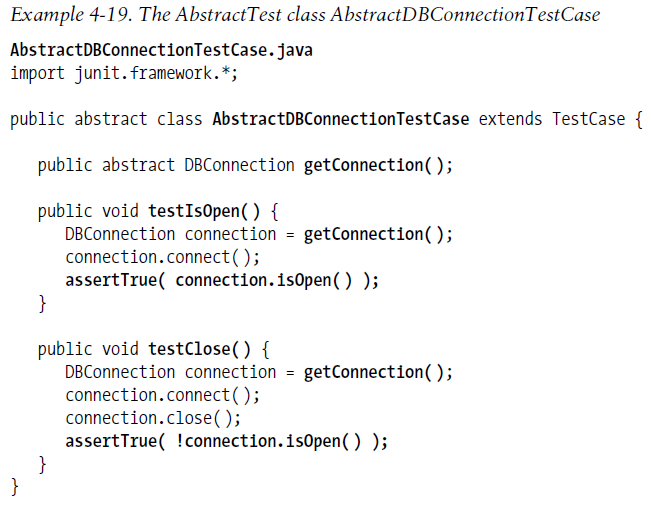 Example 4-19. The AbstractTest class AbstractDBConnectionTestCase
AbstractDBConnectionTestCase.java
import junit.framework.*;
public abstract class AbstractDBConnectionTestCase extends TestCase {
public abstract DBConnection getConnection();
public void testIsOpen() {
DBConnection connection = getConnection();
connection.connect();
assertTrue( connection.isOpen() );
}
public void testClose() {
DBConnection connection = getConnection();
connection.connect();
connection.close();
assertTrue( !connection.isOpen() );
}
}